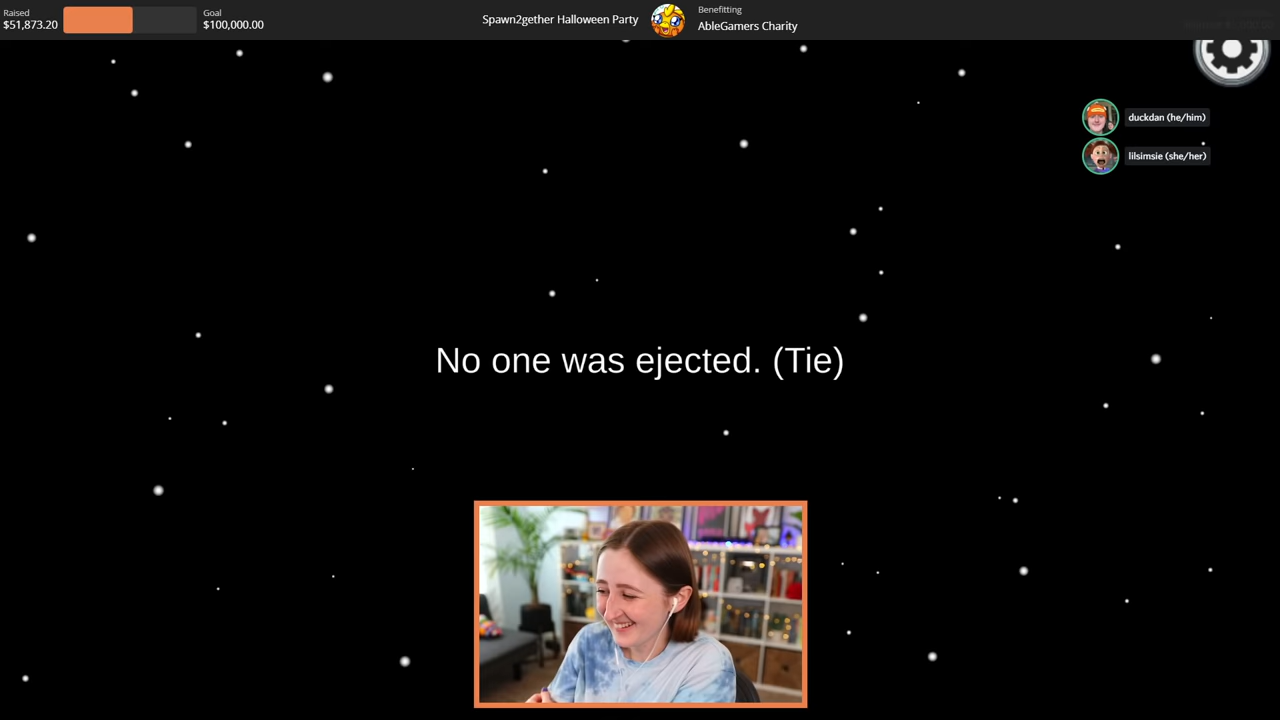 Raised
$51,873.20
Goal
$100,000.00
Spawn2gether Halloween Party
Benefitting
AbleGamers Charity
duckdan (he/him)
lilsimsie (she/her)
No one was ejected. (Tie)